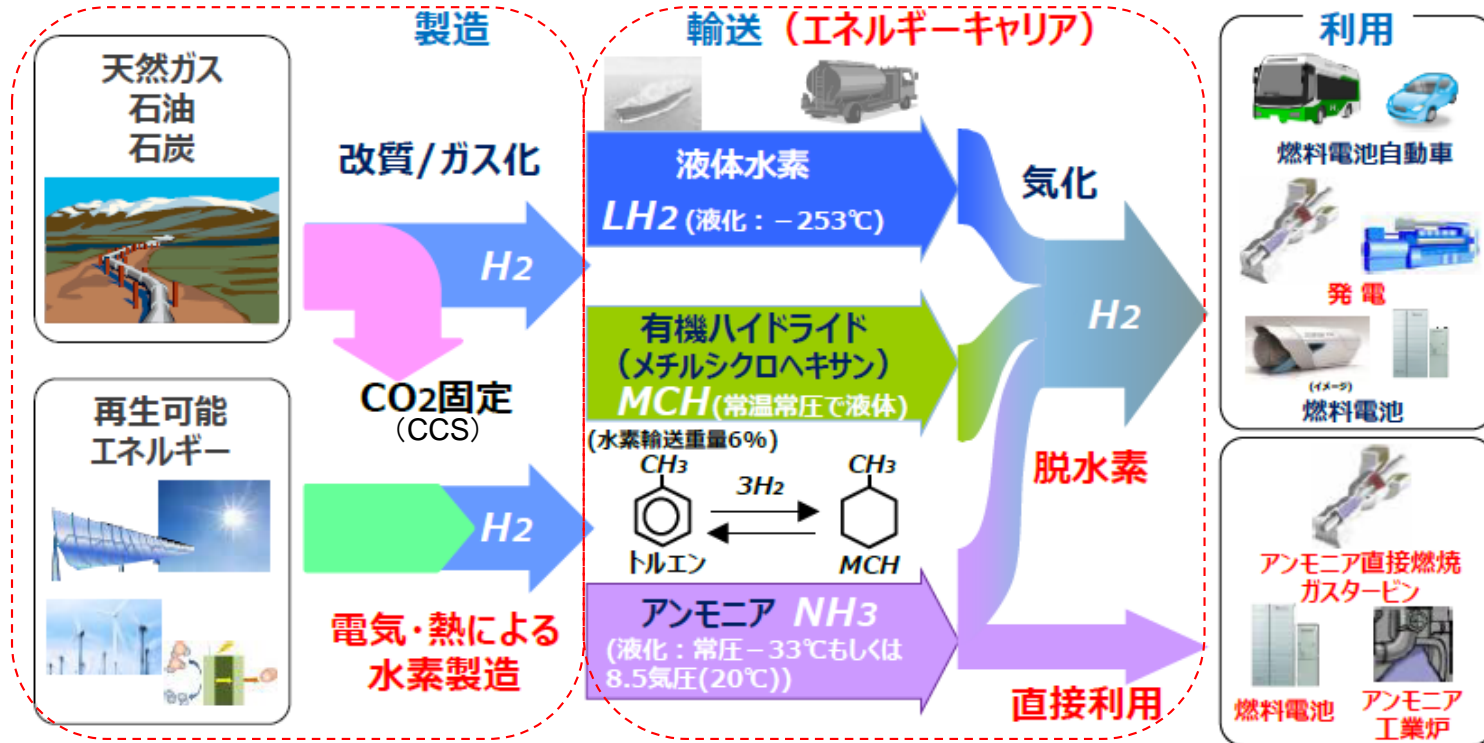 製造
天然ガス
石油
石炭
改質/ガス化
H2
CO2固定
（CCS）
再生可能
エネルギー
H2
電気・熱による
水素製造
輸送（エネルギーキャリア）
液体水素
LH2 (液化：－253℃)
有機ハイドライド
（メチルシクロヘキサン）
MCH(常温常圧で液体)
(水素輸送重量6%)
CH3
CH3
3H2
トルエン
MCH
アンモニア NH3
(液化：常圧－33℃もしくは
8.5気圧(20℃))
気化
H2
脱水素
直接利用
利用
燃料電池自動車
発 電
(イメージ)
燃料電池
アンモニア直接燃焼
ガスタービン
燃料電池
アンモニア
工業炉